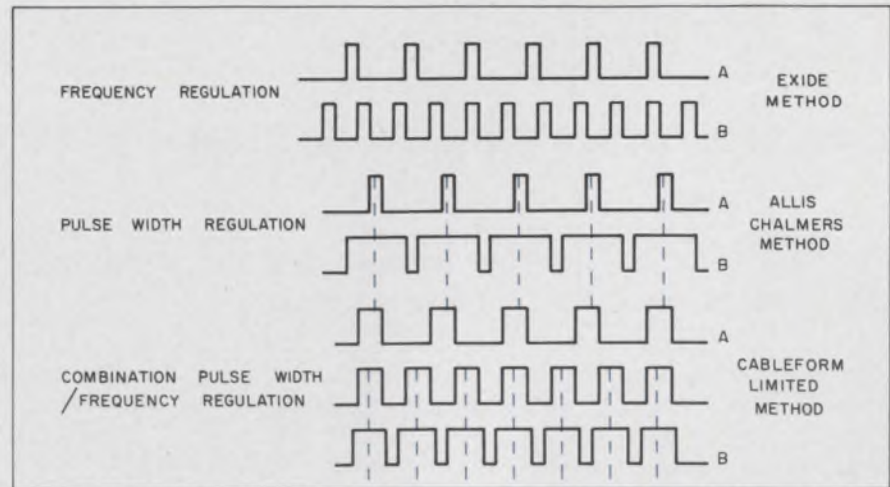 FREQUENCY REGULATION
A
B
EXIDE
METHOD
PULSE WIDTH REGULATION
A
B
ALLIS
CHALMERS
METHOD
COMBINATION PULSE WIDTH
/FREQUENCY REGULATION
A
B
CABLEFORM
LIMITED
METHOD